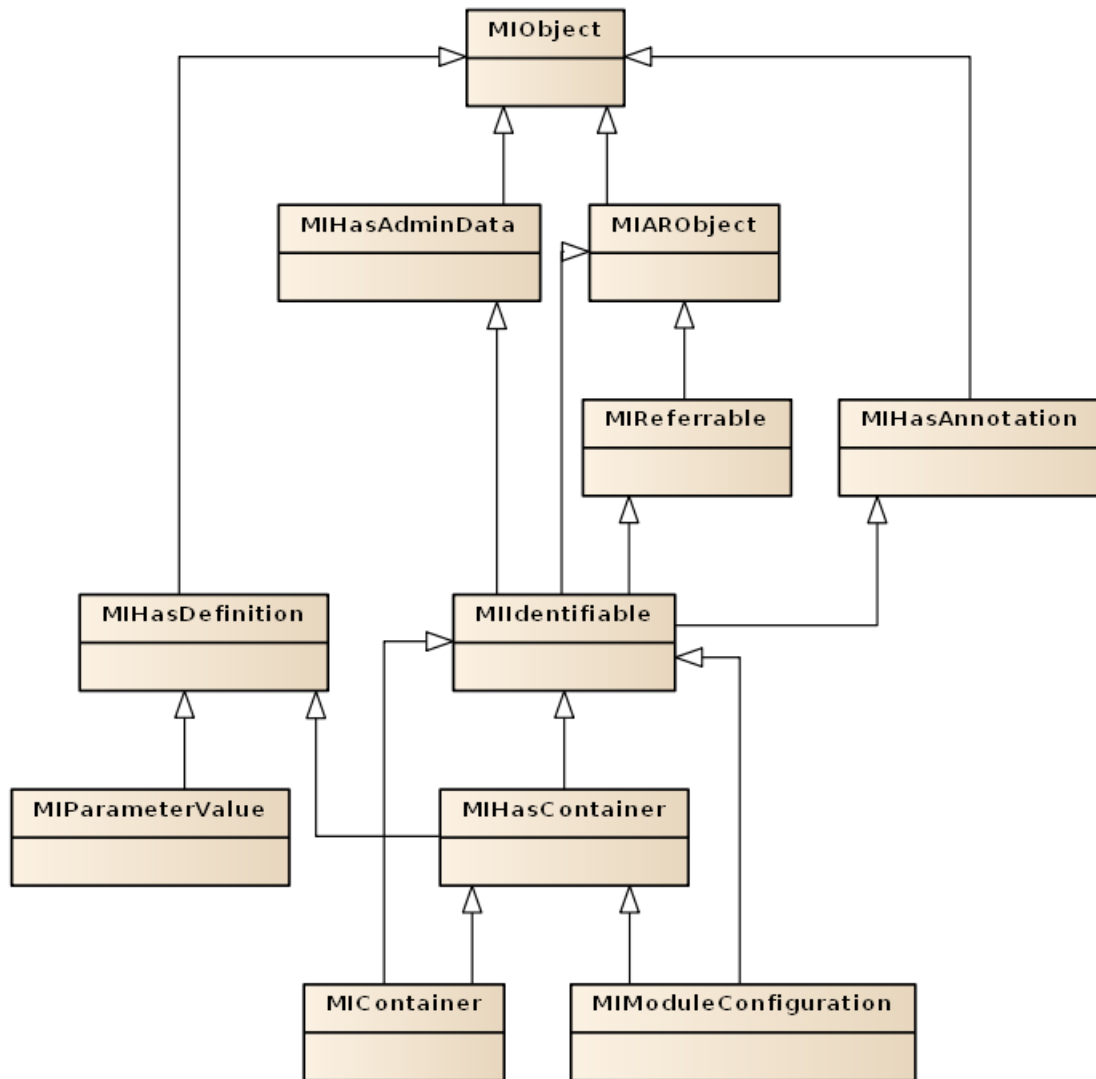 MIObject
MIHasAdminData
MIARObject
MIReferrable
MIHasAnnotation
MIHasDefinition
MIIdentifiable
MIParameterValue
MIHasContainer
MIContainer
MIModuleConfiguration